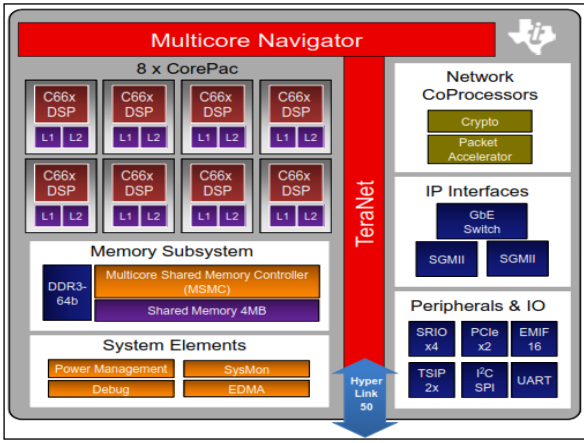 Multicore Navigator
8 x CorePac
C66x
DSP
L1 L2
C66x
DSP
L1 L2
C66x
DSP
L1 L2
C66x
DSP
L1 L2
C66x
DSP
L1 L2
C66x
DSP
L1 L2
C66x
DSP
L1 L2
C66x
DSP
L1 L2
Memory Subsystem
DDR3-
64b
Multicore Shared Memory Controller
(MSMC)
Shared Memory 4MB
System Elements
Power Management
SysMon
Debug
EDMA
TeraNet
Hyper
Link
50
Network
CoProcessors
Crypto
Packet
Accelerator
IP Interfaces
GbE
Switch
SGMII
SGMII
Peripherals & IO
SRIO
x4
PCIe
x2
EMIF
16
TSIP
2x
I²C
SPI
UART